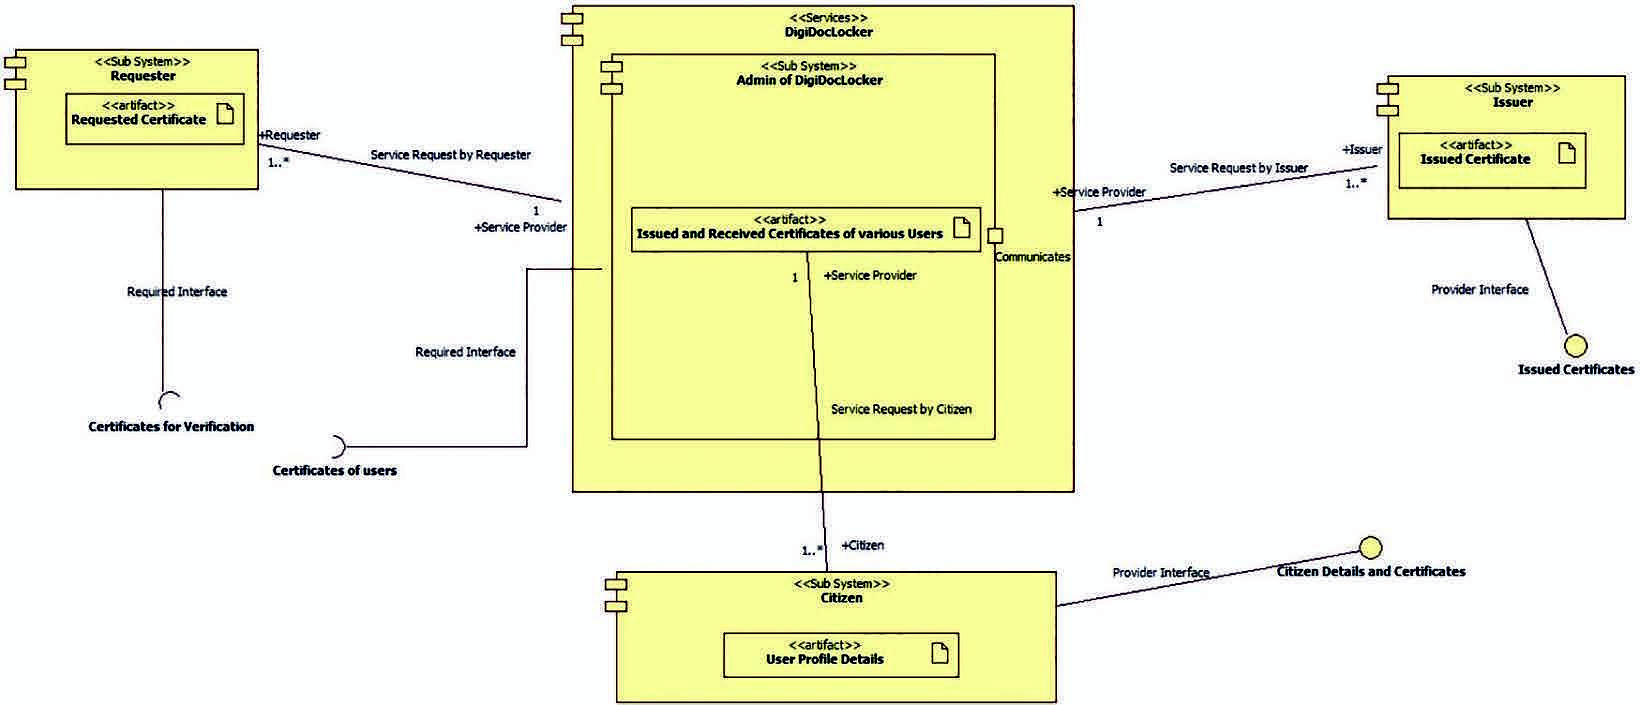 <<Services>>
DigiDocLocker
<<Sub System>>
Admin of DigiDocLocker
<<Sub System>>
Requester
<<artifact>>
Requested Certificate
+Requester
1..*
Service Request by Requester
1
+Service Provider
<<Sub System>>
Issuer
<<artifact>>
Issued Certificate
+Issuer
1..*
Service Request by Issuer
+Service Provider
1
<<artifact>>
Issued and Received Certificates of various Users
Communicates
1
+Service Provider
Required Interface
Provider Interface
Required Interface
Issued Certificates
Service Request by Citizen
Certificates for Verification
Certificates of users
1..*
+Citizen
<<Sub System>>
Citizen
<<artifact>>
User Profile Details
Provider Interface
Citizen Details and Certificates